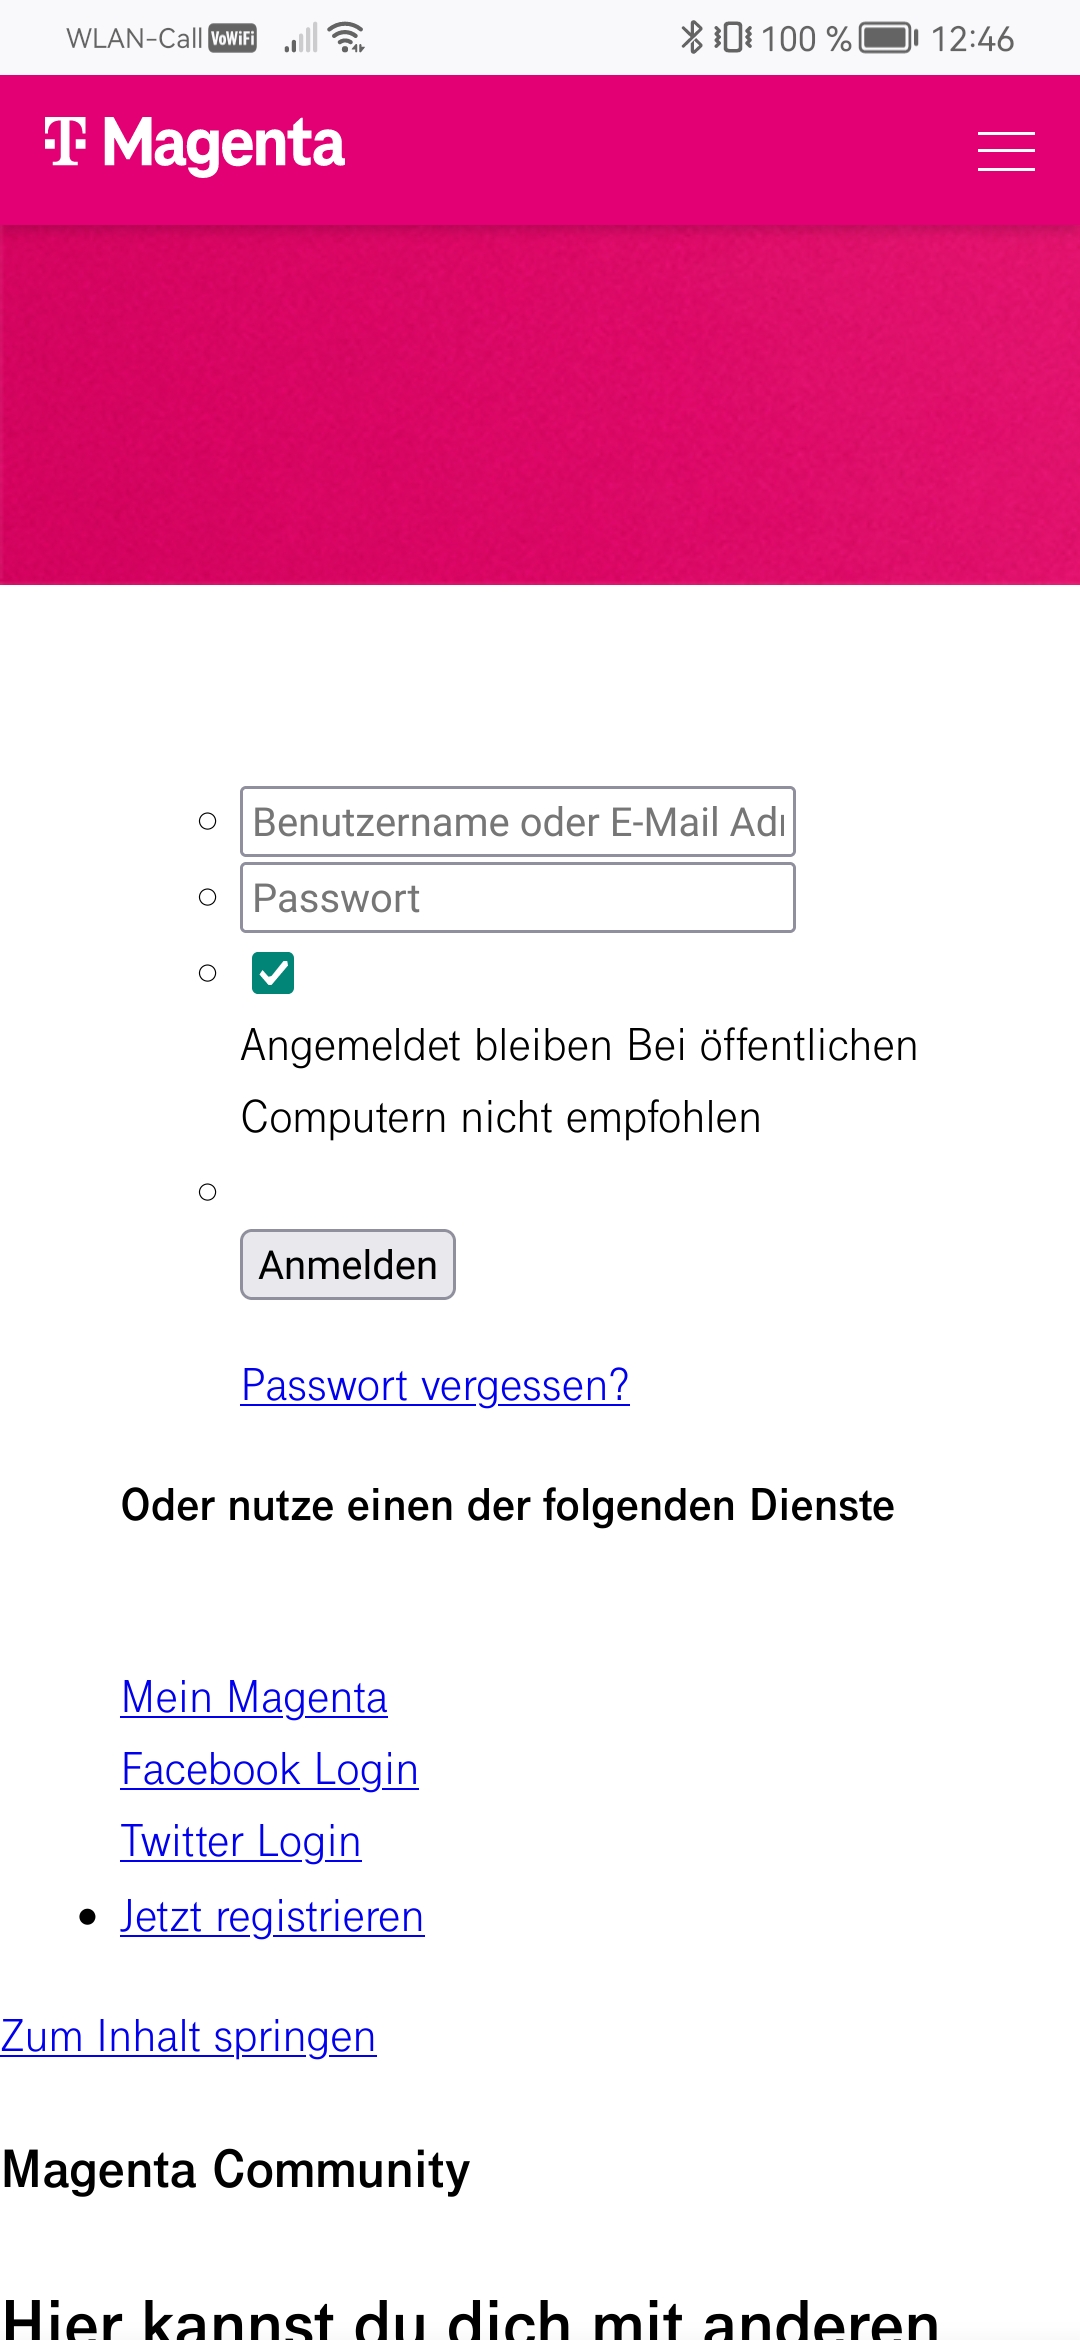 WLAN-Call VoWiFi 100 % 12:46
T Magenta
Benutzername oder E-Mail
Passwort
Angemeldet bleiben Bei öffentlichen
Computern nicht empfohlen
Anmelden
Passwort vergessen?
Oder nutze einen der folgenden Dienste
Mein Magenta
Facebook Login
Twitter Login
Jetzt registrieren
Zum Inhalt springen
Magenta Community
Hier kannst du dich mit anderen